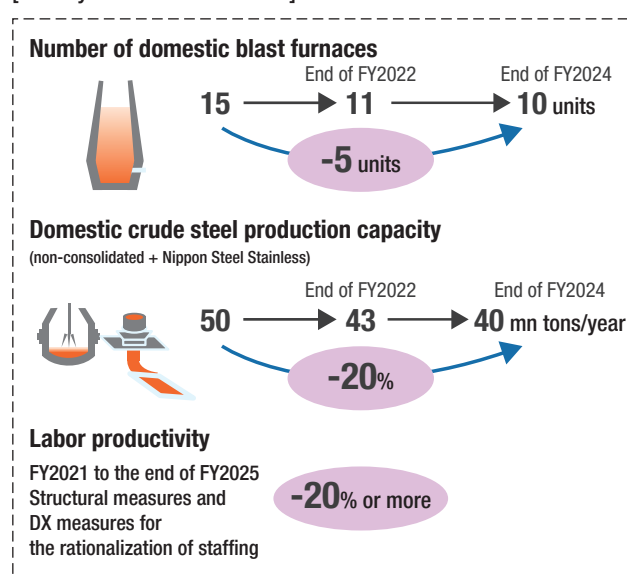 Number of domestic blast furnaces
End of FY2022 End of FY2024
15 11 10 units
-5 units
Domestic crude steel production capacity
(non-consolidated + Nippon Steel Stainless)
End of FY2022 End of FY2024
50 43 40 mn tons/year
-20%
Labor productivity
FY2021 to the end of FY2025
Structural measures and
DX measures for
the rationalization of staffing
-20% or more